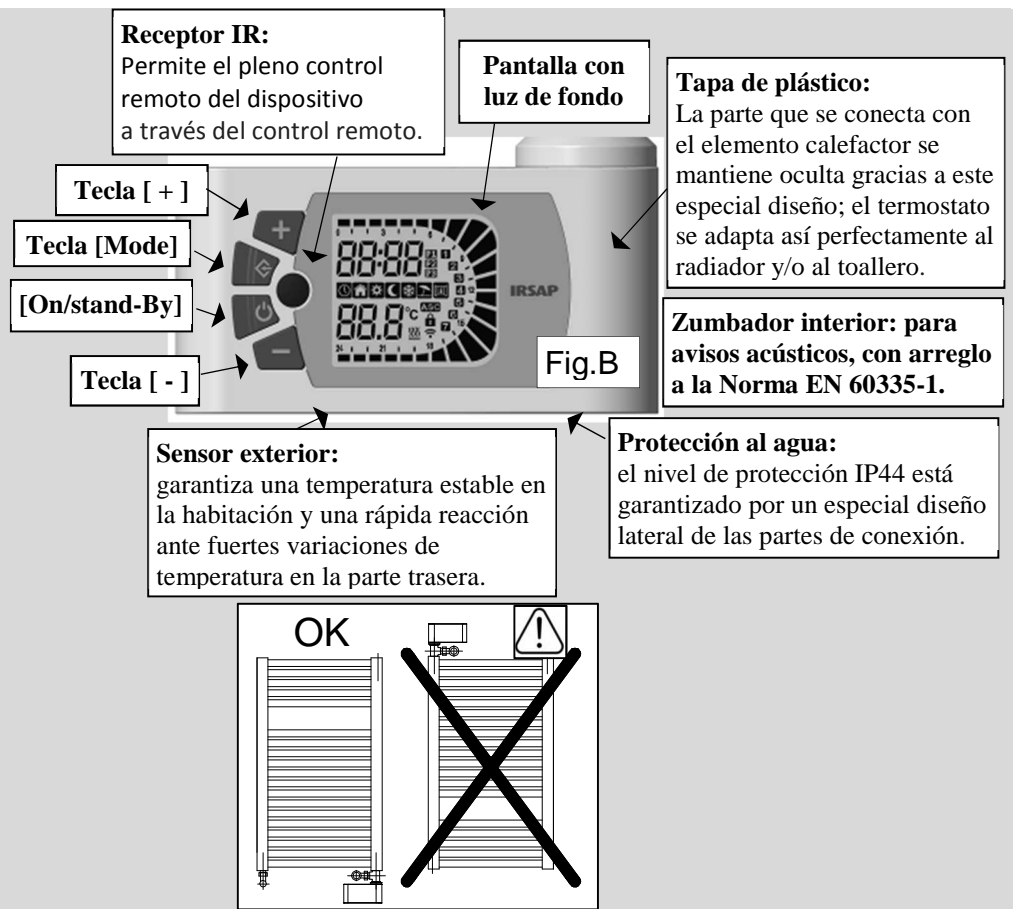 Receptor IR:
Permite el pleno control
remoto del dispositivo
a través del control remoto.
Pantalla con
luz de fondo
Tapa de plástico:
La parte que se conecta con
el elemento calefactor se
mantiene oculta gracias a este
especial diseño; el termostato
se adapta así perfectamente al
radiador y/o al toallero.
Tecla [ + ]
Tecla [Mode]
[On/stand-By]
Tecla [ - ]
88:88
88.8 °C
ASC
IRSAP
Fig.B
Zumbador interior: para
avisos acústicos, con arreglo
a la Norma EN 60335-1.
Sensor exterior:
garantiza una temperatura estable en
la habitación y una rápida reacción
ante fuertes variaciones de
temperatura en la parte trasera.
Protección al agua:
el nivel de protección IP44 está
garantizado por un especial diseño
lateral de las partes de conexión.
OK